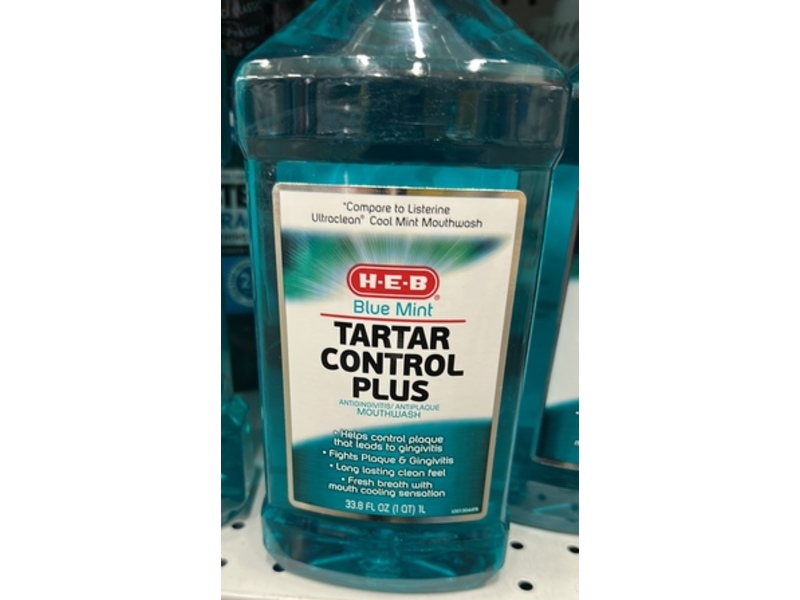 *Compare to Listerine
Ultraclean® Cool Mint Mouthwash
H-E-B®
Blue Mint
TARTAR
CONTROL
PLUS
ANTIGINGIVITIS/ ANTIPLAQUE
MOUTHWASH
• Helps control plaque
that leads to gingivitis
• Fights Plaque & Gingivitis
• Long lasting clean feel
• Fresh breath with
mouth cooling sensation
33.8 FL OZ (1 QT) 1L